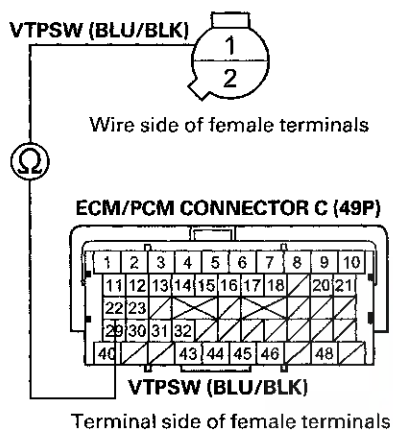 VTPSW (BLU/BLK)
1
2
Wire side of female terminals
Ω
ECM/PCM CONNECTOR C (49P)
1 2 3 4 5 6 7 8 9 10
11 12 13 14 15 16 17 18 20 21
22 23
29 30 31 32
40 43 44 45 46 48
VTPSW (BLU/BLK)
Terminal side of female terminals